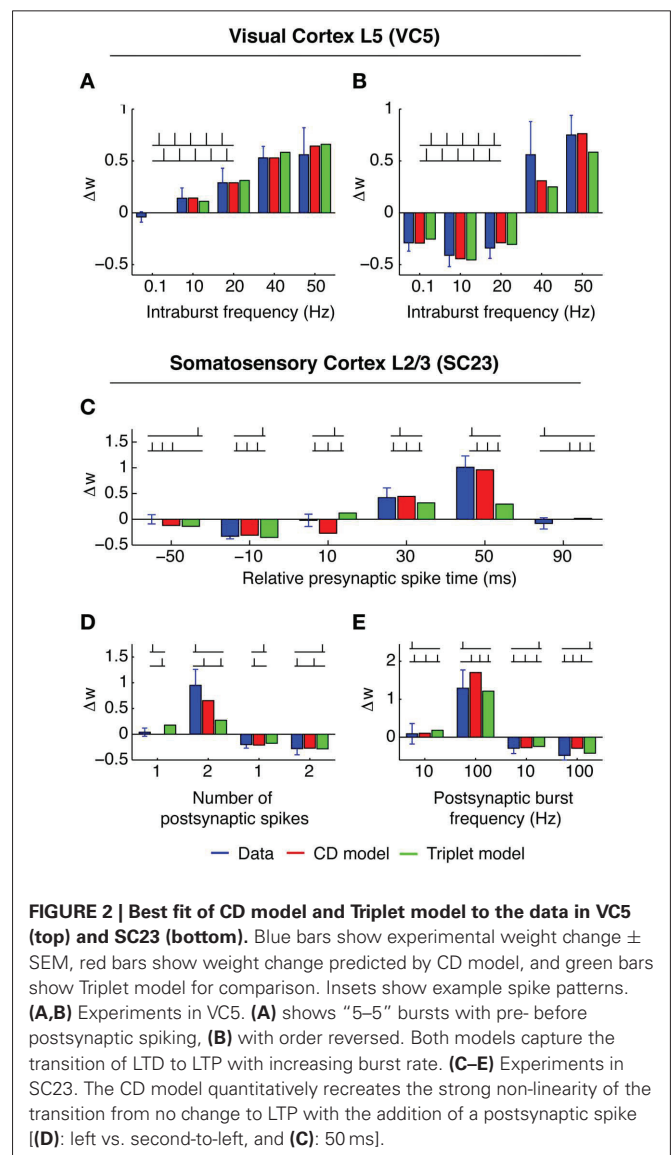 Visual Cortex L5 (VC5)
A
B
1
0.5
0
−0.5
Δw
0.1 10 20 40 50
Intraburst frequency (Hz)
1
0.5
0
−0.5
Δw
0.1 10 20 40 50
Intraburst frequency (Hz)
Somatosensory Cortex L2/3 (SC23)
C
1.5
1
0.5
0
−0.5
Δw
−50 −10 10 30 50 90
Relative presynaptic spike time (ms)
D
E
1.5
1
0.5
0
−0.5
Δw
1 2 1 2
Number of
postsynaptic spikes
2
1
0
Δw
10 100 10 100
Postsynaptic burst
frequency (Hz)
Data CD model Triplet model
FIGURE 2 | Best fit of CD model and Triplet model to the data in VC5
(top) and SC23 (bottom). Blue bars show experimental weight change ±
SEM, red bars show weight change predicted by CD model, and green bars
show Triplet model for comparison. Insets show example spike patterns.
(A,B) Experiments in VC5. (A) shows “5–5” bursts with pre- before
postsynaptic spiking, (B) with order reversed. Both models capture the
transition of LTD to LTP with increasing burst rate. (C–E) Experiments in
SC23. The CD model quantitatively recreates the strong non-linearity of the
transition from no change to LTP with the addition of a postsynaptic spike
[(D): left vs. second-to-left, and (C): 50 ms].